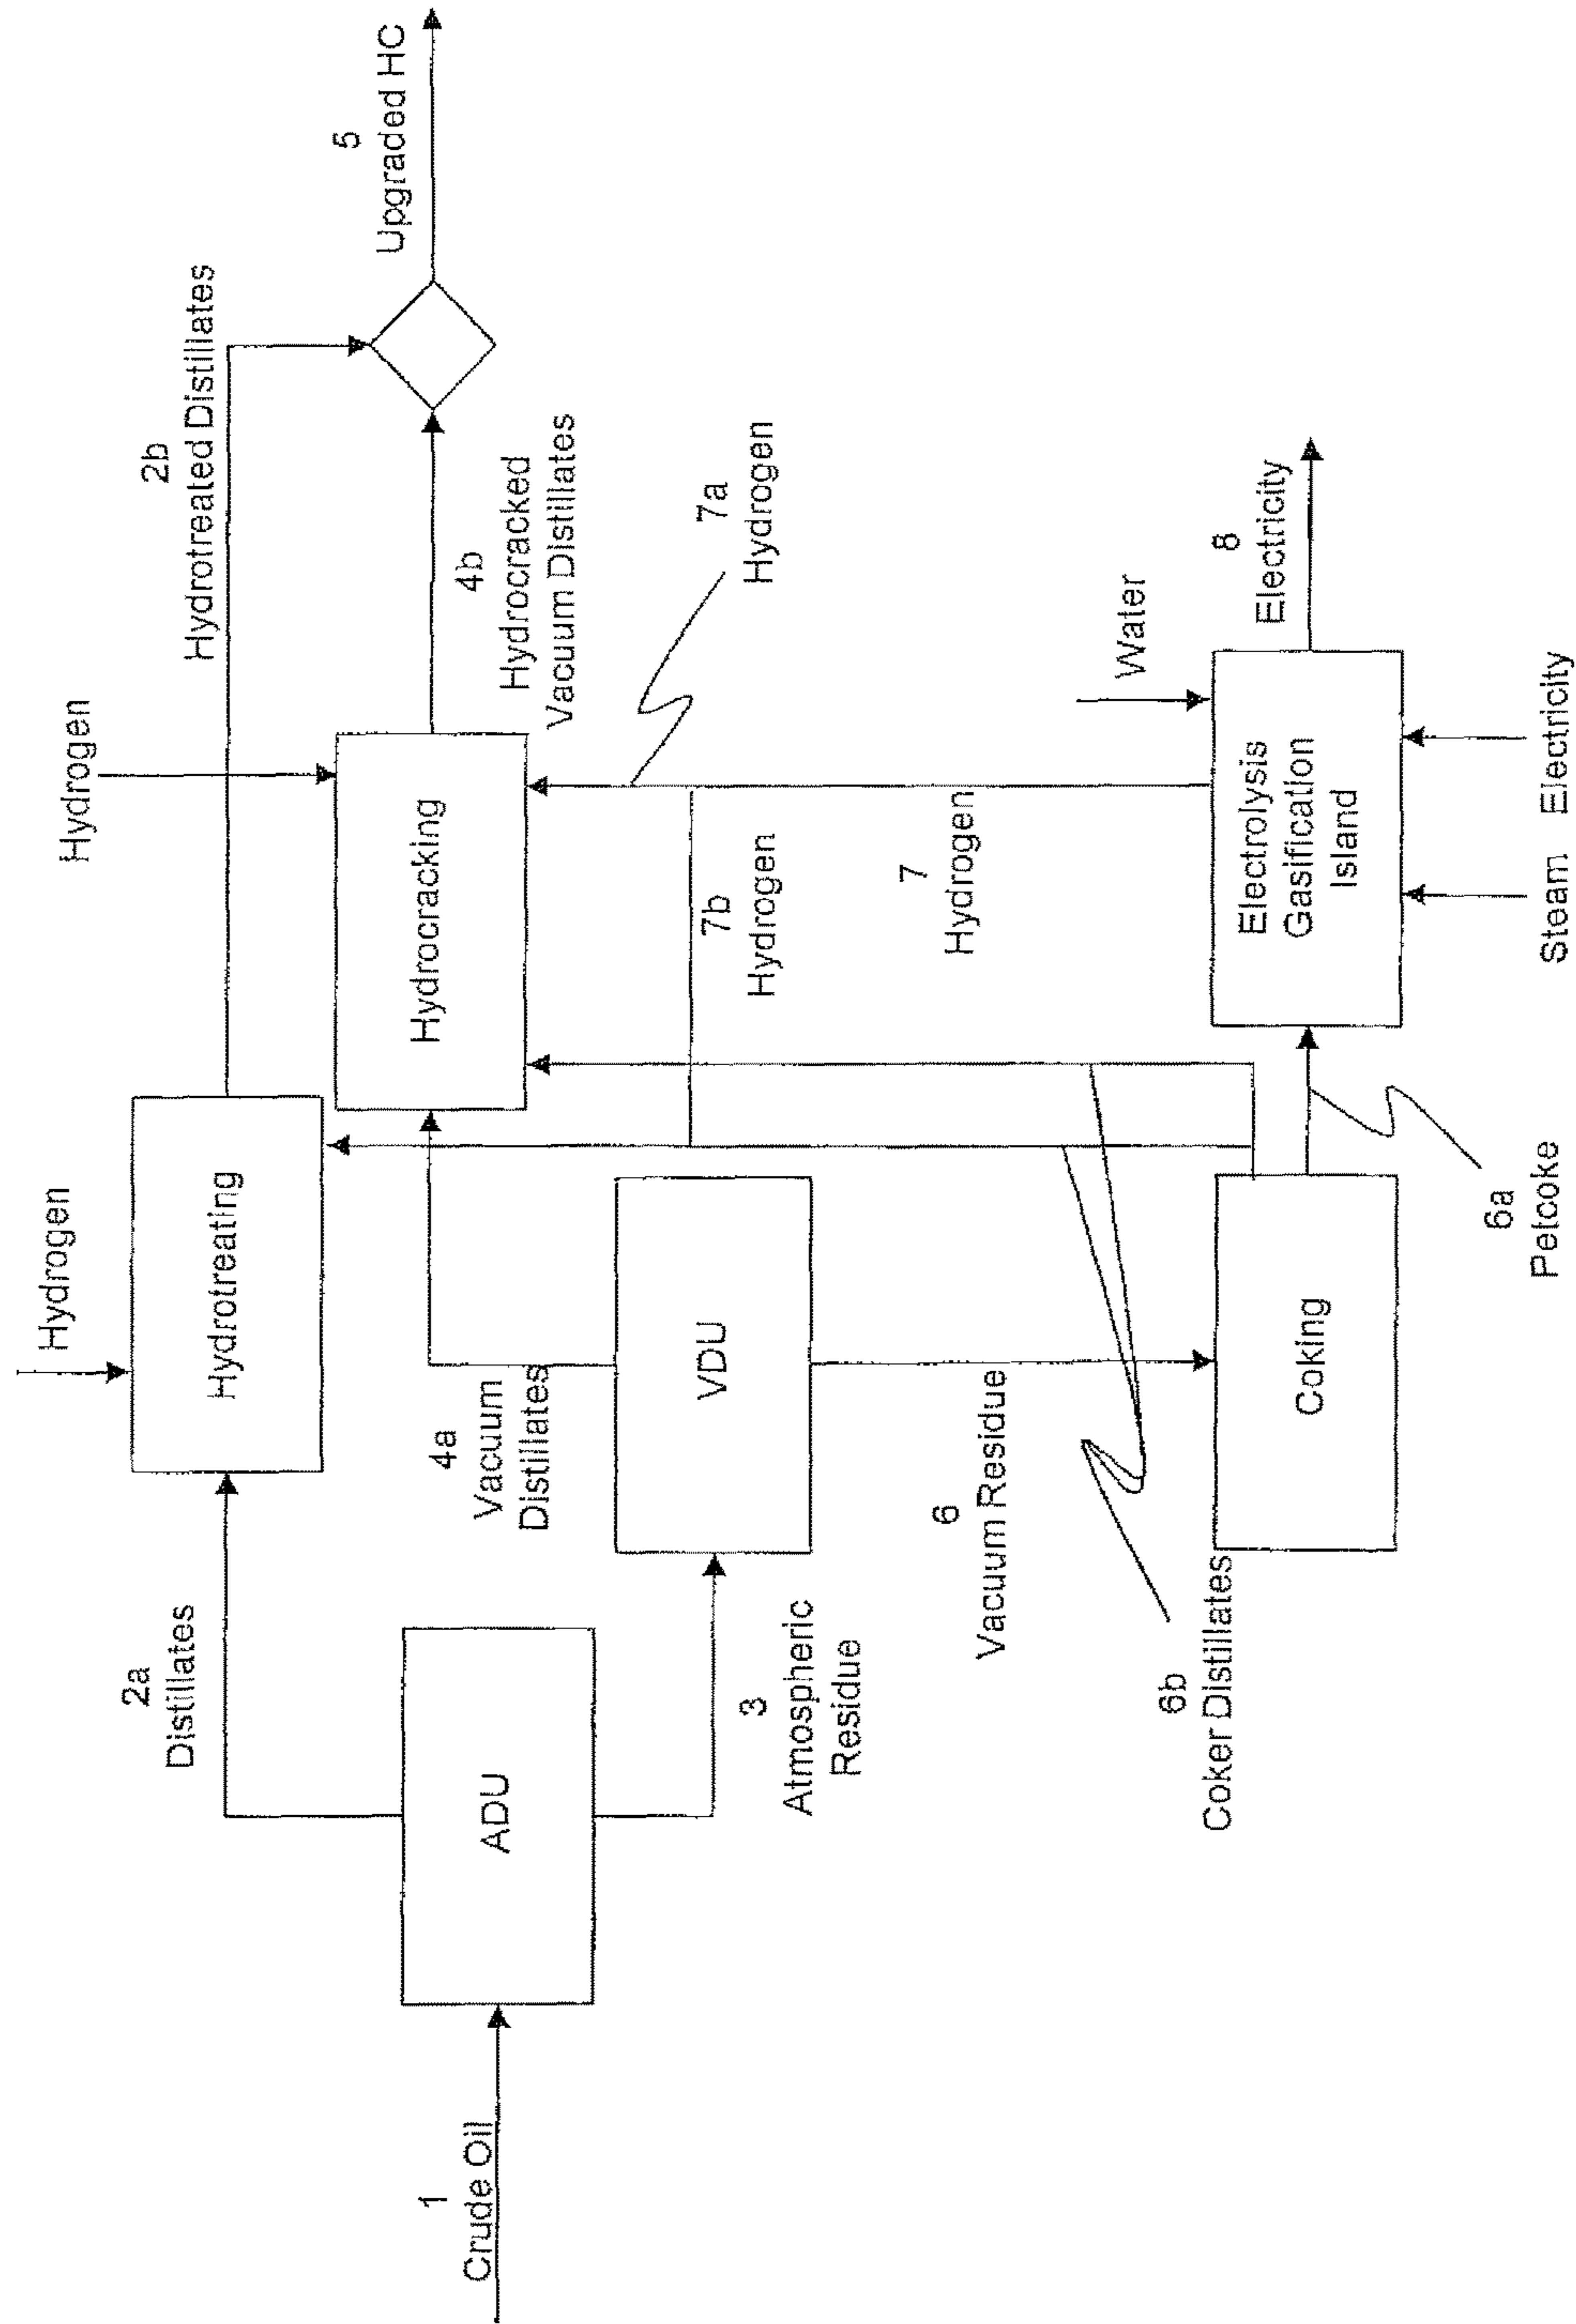 1
Crude Oil
ADU
2a
Distillates
3
Atmospheric
Residue
Hydrogen
Hydrotreating
4a
Vacuum
Distillates
VDU
6
Vacuum Residue
6b
Coker Distillates
Coking
6a
Petcoke
Hydrogen
Hydrocracking
7b
Hydrogen
7
Hydrogen
7a
Hydrogen
Electrolysis
Gasification
Island
Steam
Electricity
Water
8
Electricity
2b
Hydrotreated Distillates
4b
Hydrocracked
Vacuum Distillates
5
Upgraded HC